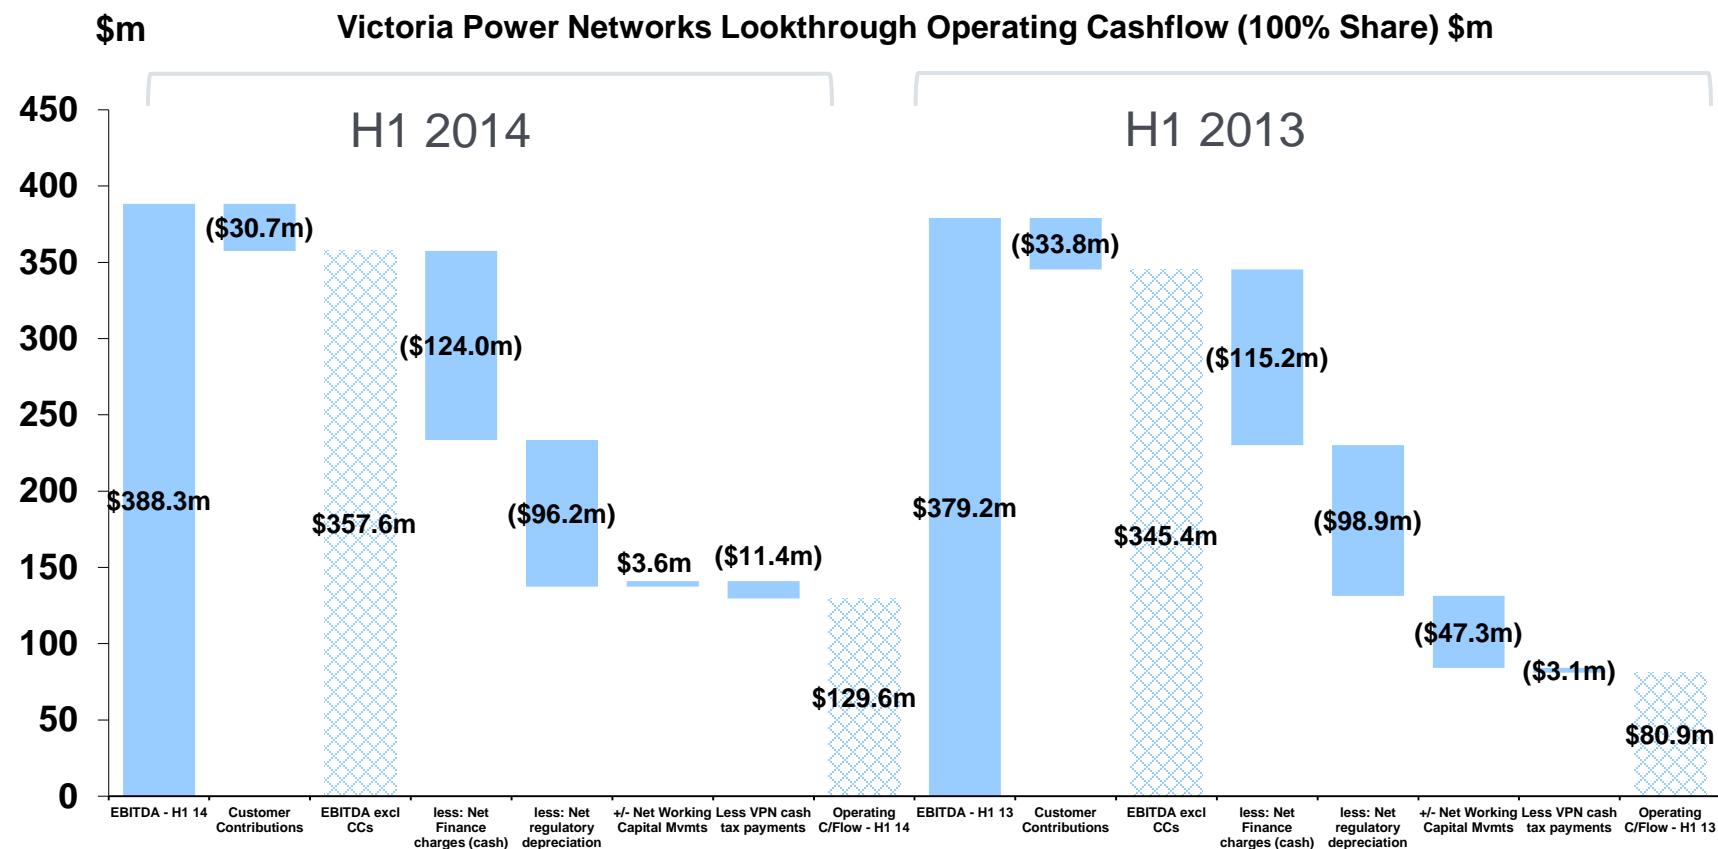 $m
Victoria Power Networks Lookthrough Operating Cashflow (100% Share) $m
H1 2014
H1 2013
450
400
350
300
250
200
150
100
50
0
$388.3m
($30.7m)
$357.6m
($124.0m)
($96.2m)
$3.6m
($11.4m)
$129.6m
$379.2m
($33.8m)
$345.4m
($115.2m)
($98.9m)
($47.3m)
($3.1m)
$80.9m
EBITDA - H1 14
Customer
Contributions
EBITDA excl
CCs
less: Net
Finance
charges (cash)
less: Net
regulatory
depreciation
+/- Net Working
Capital Mvmts
Less VPN cash
tax payments
Operating
C/Flow - H1 14
EBITDA - H1 13
Customer
Contributions
EBITDA excl
CCs
less: Net
Finance
charges (cash)
less: Net
regulatory
depreciation
+/- Net Working
Capital Mvmts
Less VPN cash
tax payments
Operating
C/Flow - H1 13